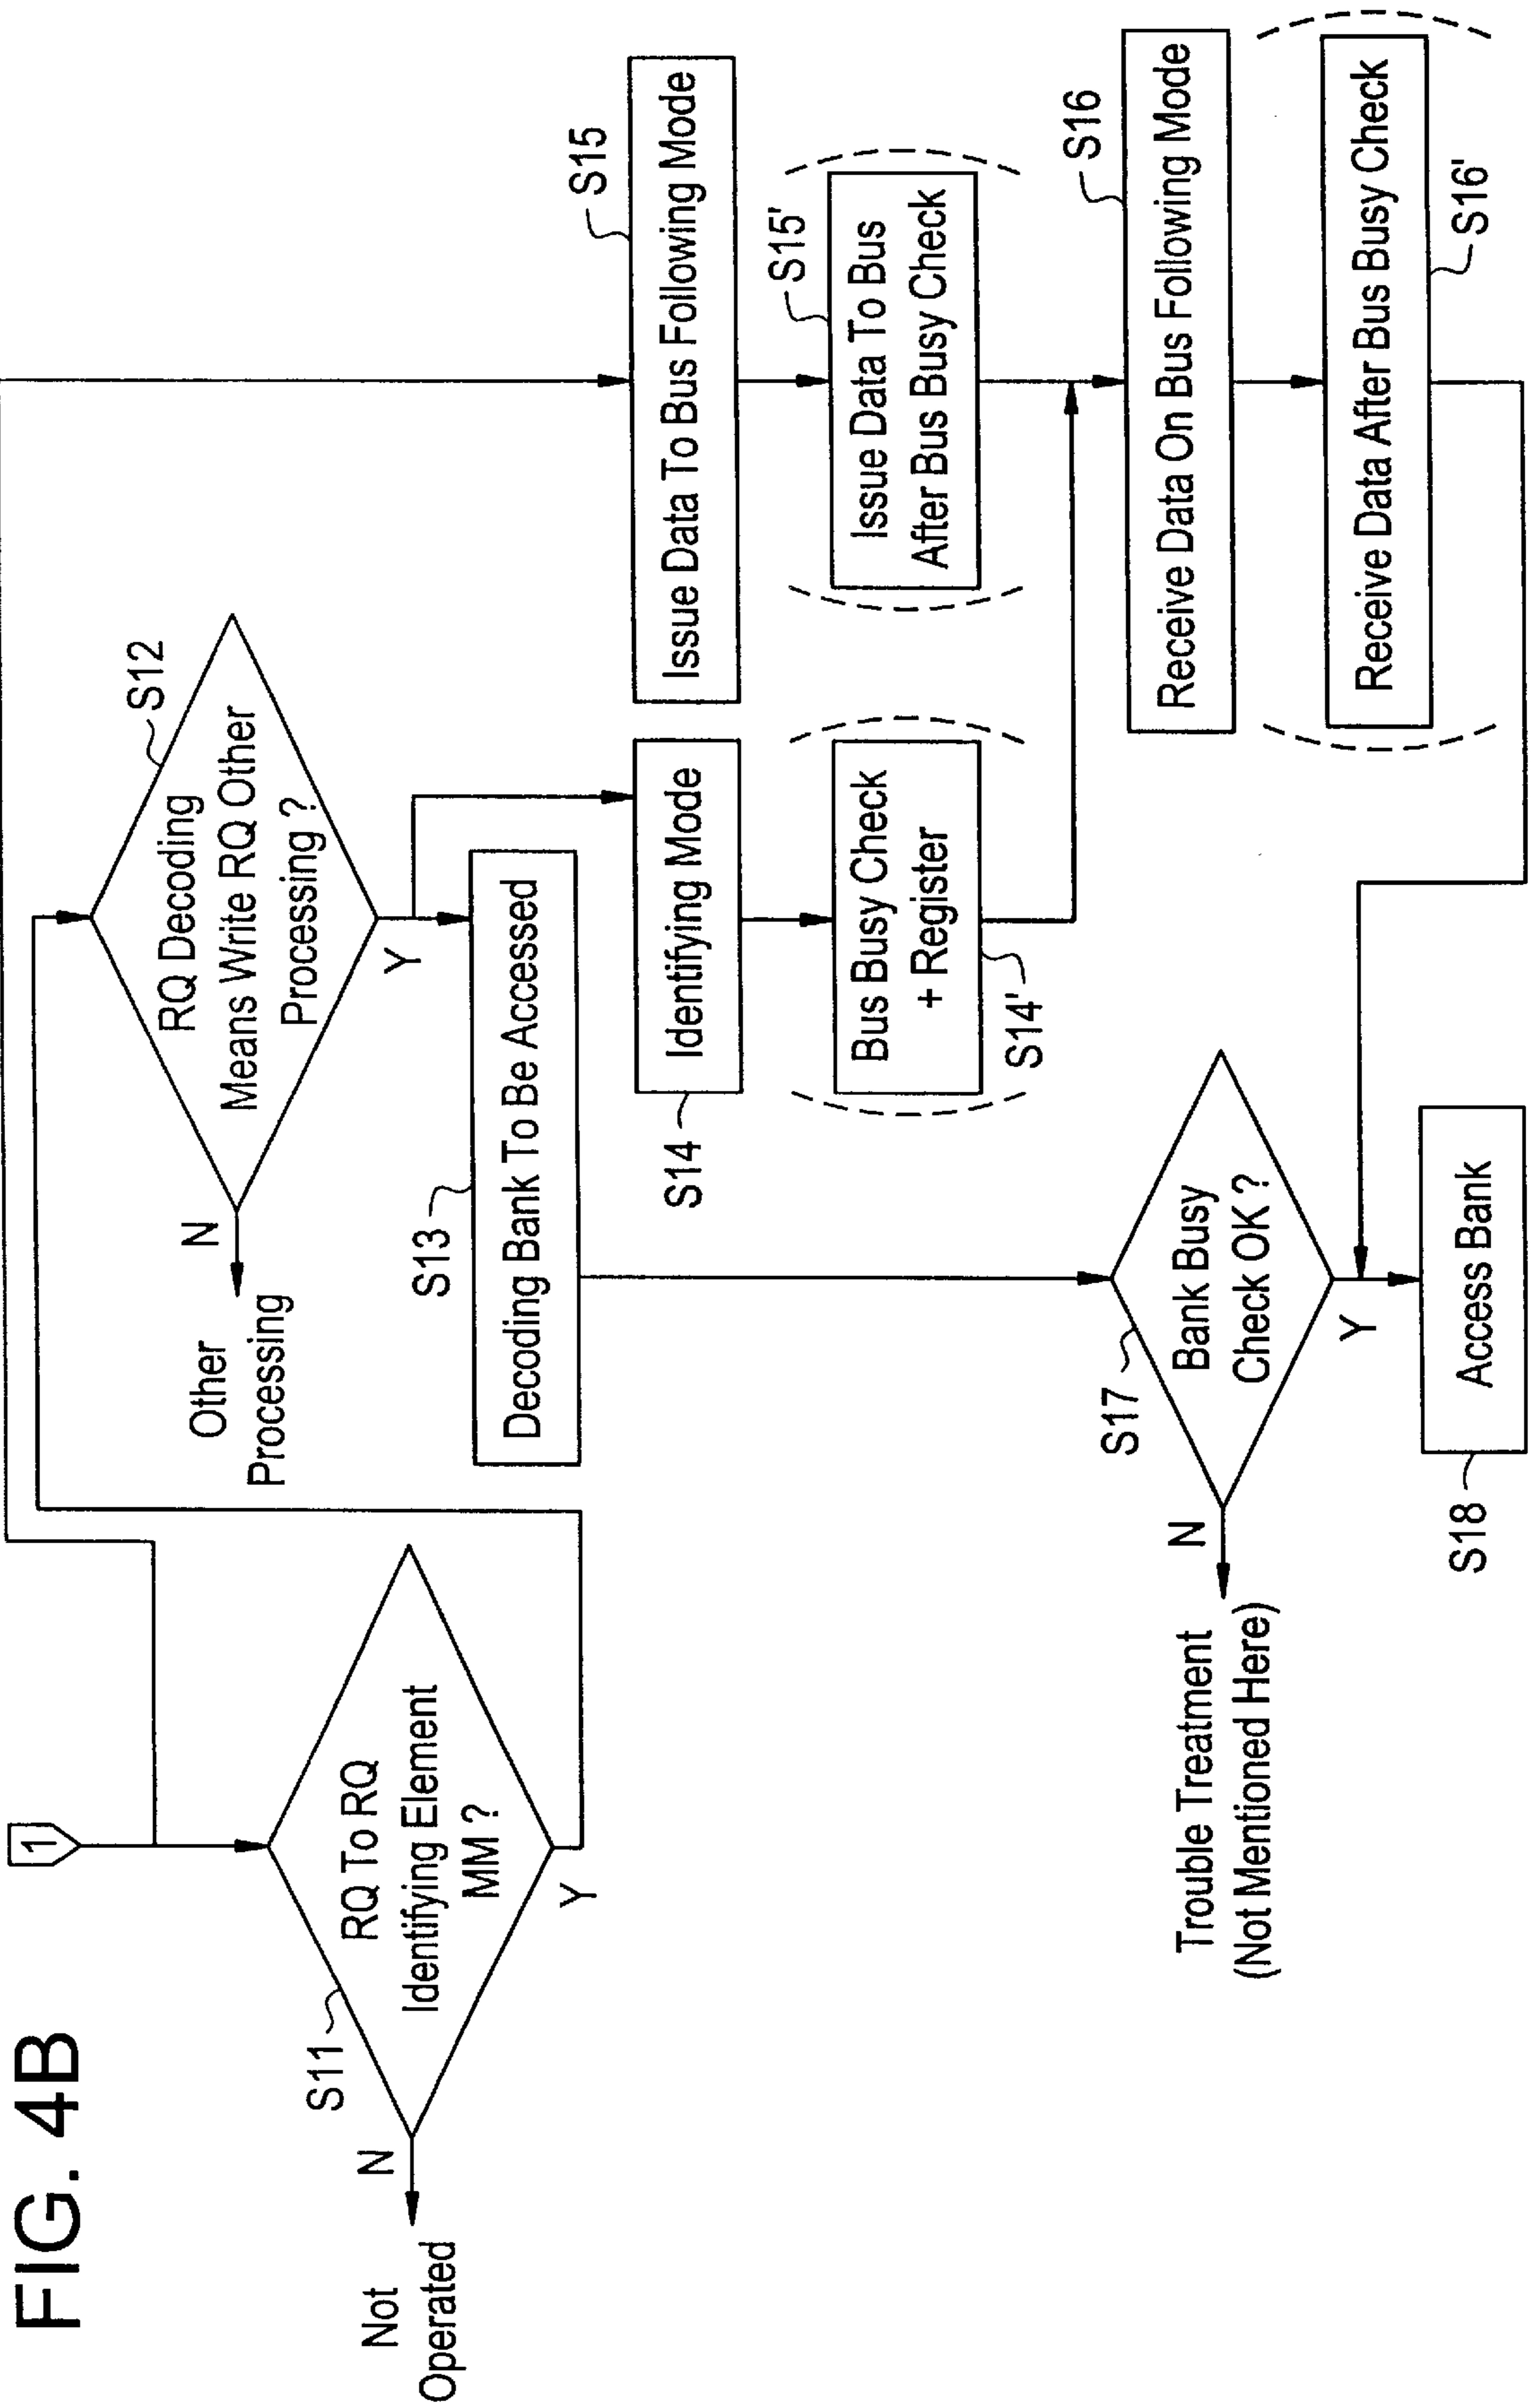 FIG. 4B
1
S11
RQ To RQ
Identifying Element
MM ?
N
Not
Operated
Y
S12
RQ Decoding
Means Write RQ Other
Processing ?
N
Other
Processing
Y
S13
Decoding Bank To Be Accessed
S14
Identifying Mode
Bus Busy Check
+ Register
S14'
S15
Issue Data To Bus Following Mode
S15'
Issue Data To Bus
After Bus Busy Check
S16
Receive Data On Bus Following Mode
Receive Data After Bus Busy Check
S16'
S17
Bank Busy
Check OK ?
N
Trouble Treatment
(Not Mentioned Here)
Y
Access Bank
S18